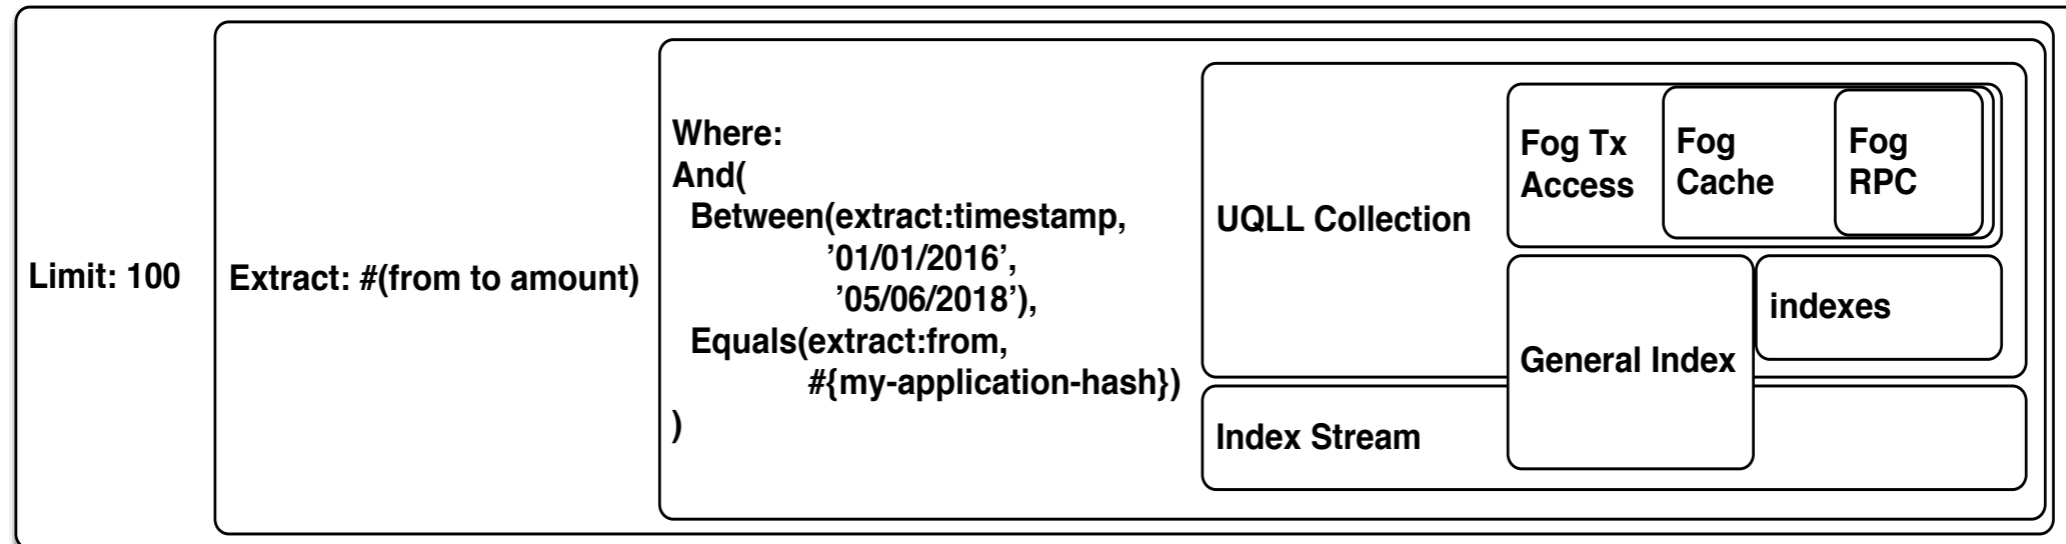 Limit: 100
Extract: #(from to amount)
Where:
And(
Between(extract:timestamp,
’01/01/2016’,
’05/06/2018’),
Equals(extract:from,
#{my-application-hash})
)
UQLL Collection
Fog Tx
Access
Fog
Cache
Fog
RPC
General Index
indexes
Index Stream